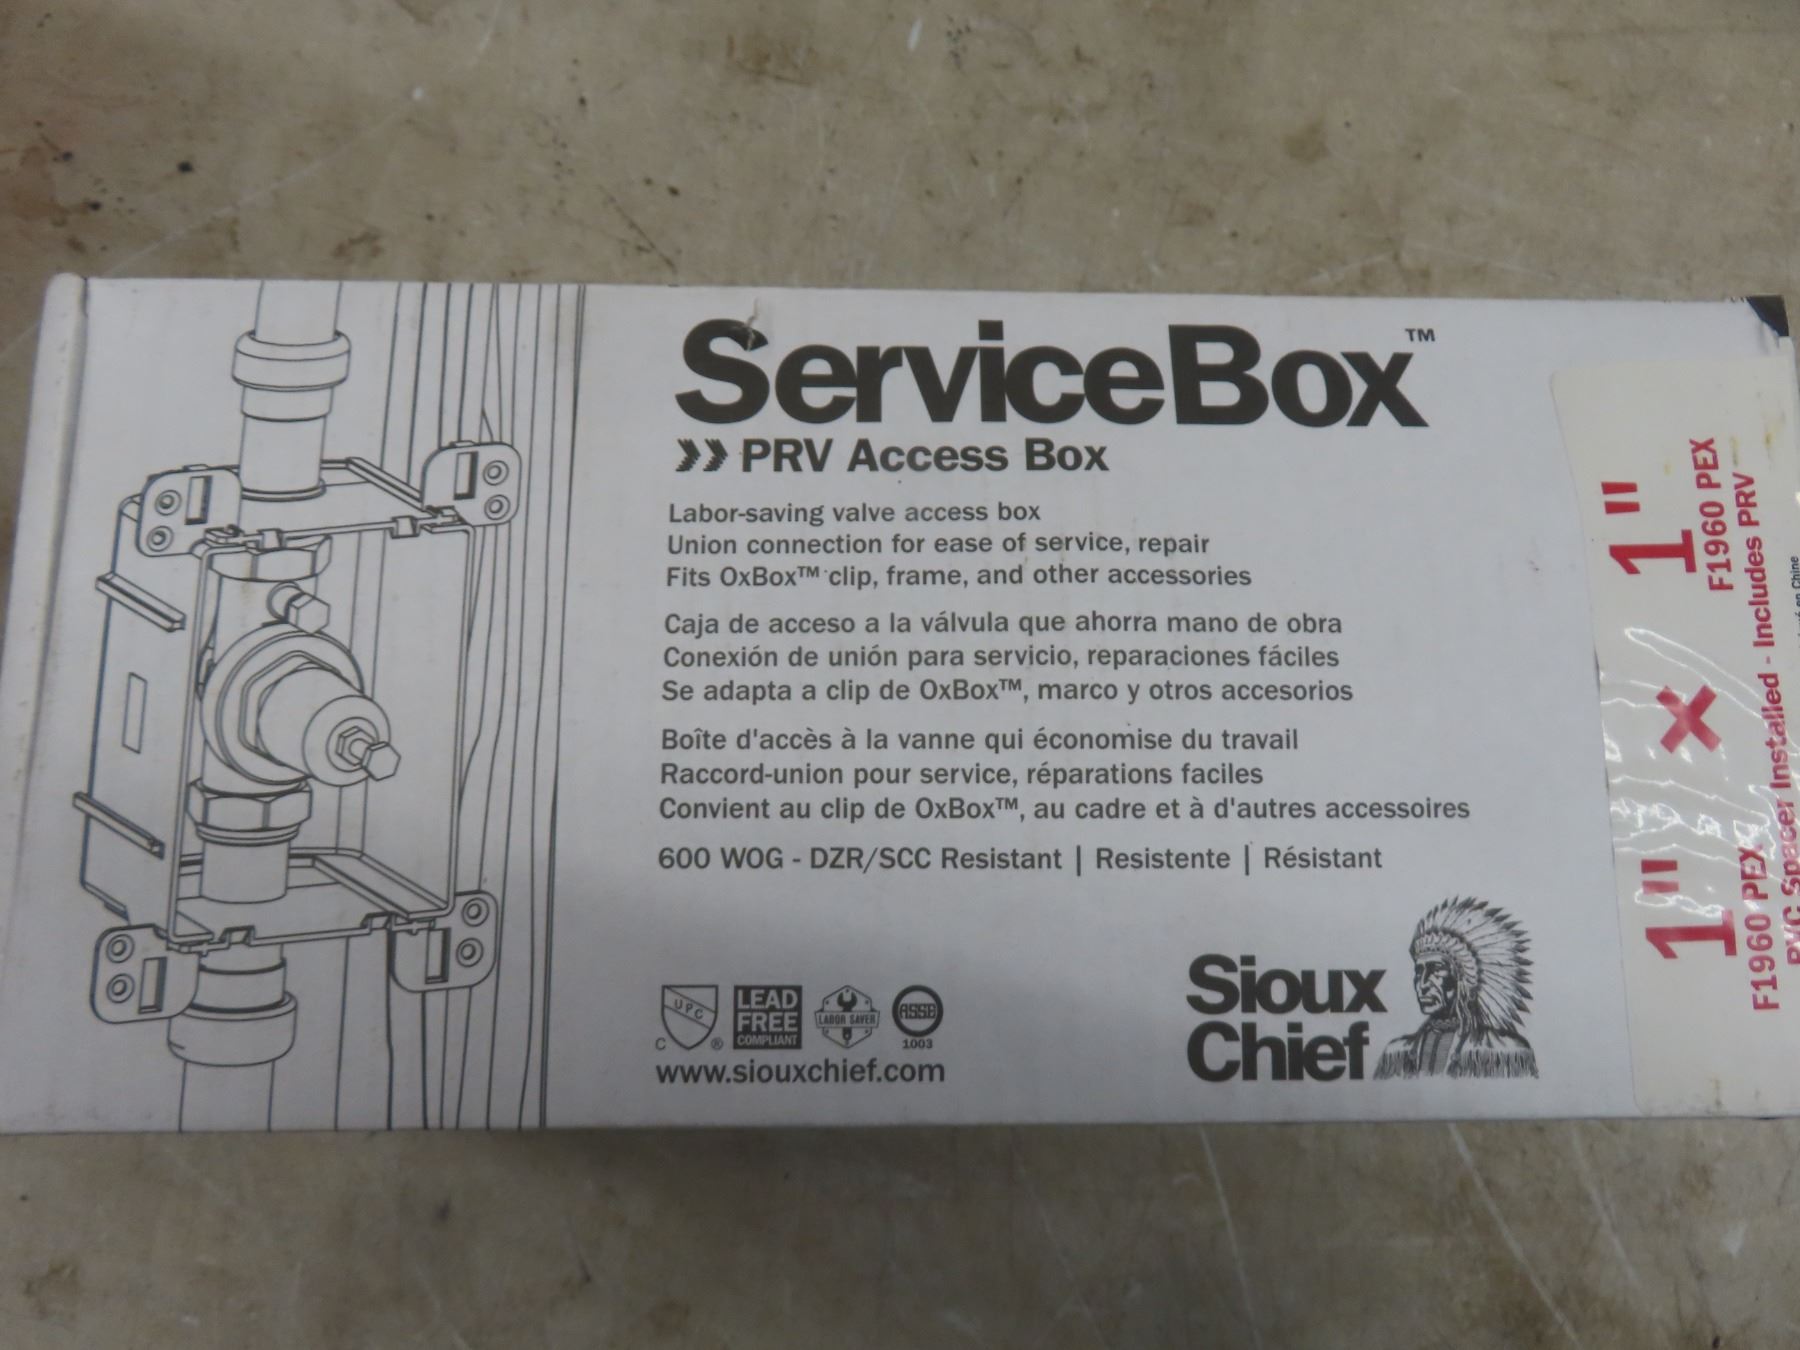 ServiceBox™
PRV Access Box
Labor-saving valve access box
Union connection for ease of service, repair
Fits OxBox™ clip, frame, and other accessories
Caja de acceso a la válvula que ahorra mano de obra
Conexión de unión para servicio, reparaciones fáciles
Se adapta a clip de OxBox™, marco y otros accesorios
Boîte d'accès à la vanne qui économise du travail
Raccord-union pour service, réparations faciles
Convient au clip de OxBox™, au cadre et à d'autres accessoires
600 WOG - DZR/SCC Resistant | Resistente | Résistant
UPC
C ®
LEAD
FREE
COMPLIANT
LABOR SAVER
ASSE
1003
www.siouxchief.com
Sioux
Chief
1" × 1"
F1960 PEX F1960 PEX
PVC Spacer Installed - Includes PRV
en Chine